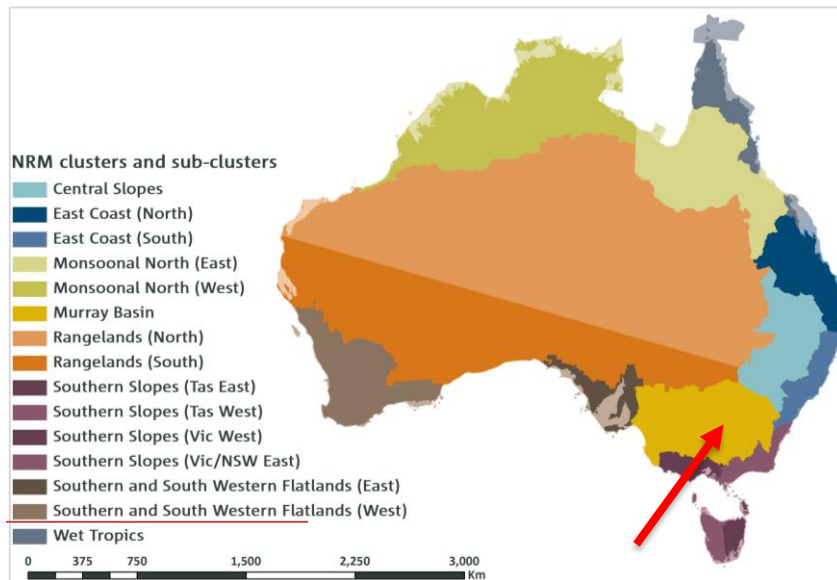 NRM clusters and sub-clusters
Central Slopes
East Coast (North)
East Coast (South)
Monsoonal North (East)
Monsoonal North (West)
Murray Basin
Rangelands (North)
Rangelands (South)
Southern Slopes (Tas East)
Southern Slopes (Tas West)
Southern Slopes (Vic West)
Southern Slopes (Vic/NSW East)
Southern and South Western Flatlands (East)
Southern and South Western Flatlands (West)
Wet Tropics
0 375 750 1,500 2,250 3,000
Km